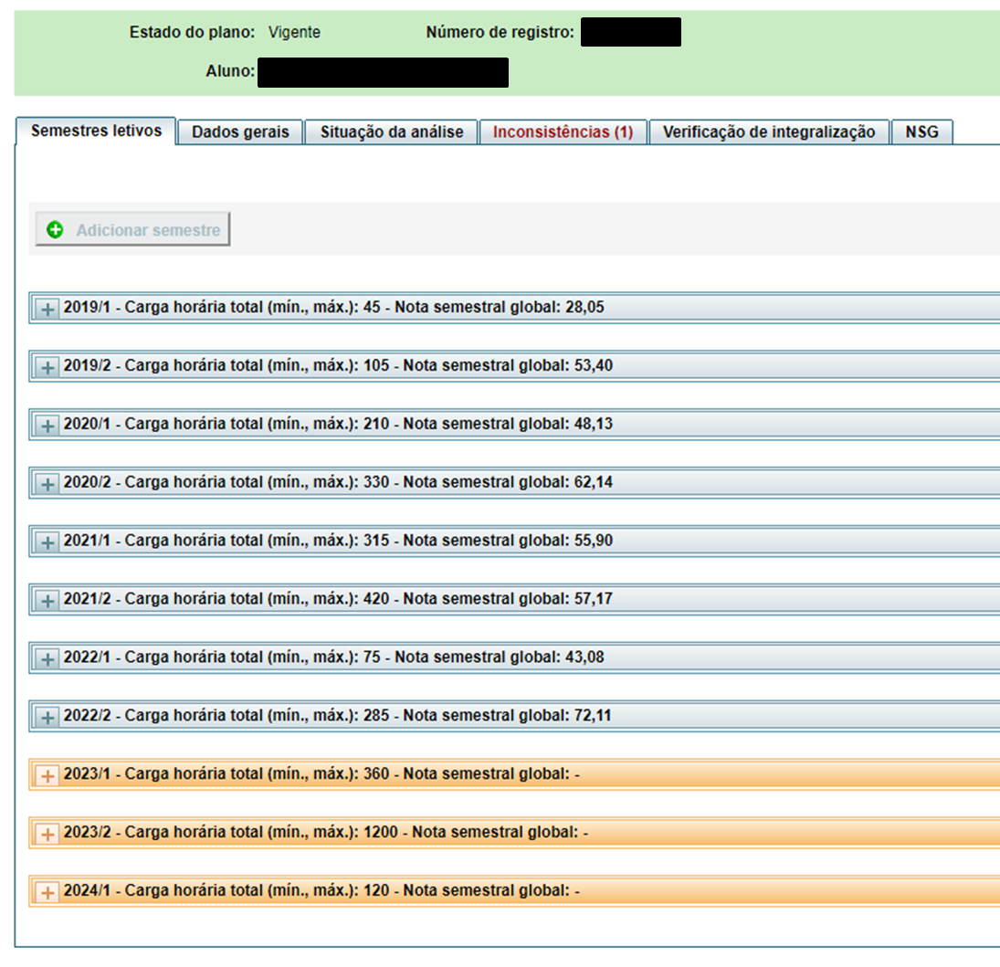 Estado do plano: Vigente Número de registro:
Aluno:
Semestres letivos Dados gerais Situação da análise Inconsistências (1) Verificação de integralização NSG
Adicionar semestre
2019/1 - Carga horária total (mín., máx.): 45 - Nota semestral global: 28,05
2019/2 - Carga horária total (mín., máx.): 105 - Nota semestral global: 53,40
2020/1 - Carga horária total (mín., máx.): 210 - Nota semestral global: 48,13
2020/2 - Carga horária total (mín., máx.): 330 - Nota semestral global: 62,14
2021/1 - Carga horária total (mín., máx.): 315 - Nota semestral global: 55,90
2021/2 - Carga horária total (mín., máx.): 420 - Nota semestral global: 57,17
2022/1 - Carga horária total (mín., máx.): 75 - Nota semestral global: 43,08
2022/2 - Carga horária total (mín., máx.): 285 - Nota semestral global: 72,11
2023/1 - Carga horária total (mín., máx.): 360 - Nota semestral global: -
2023/2 - Carga horária total (mín., máx.): 1200 - Nota semestral global: -
2024/1 - Carga horária total (mín., máx.): 120 - Nota semestral global: -